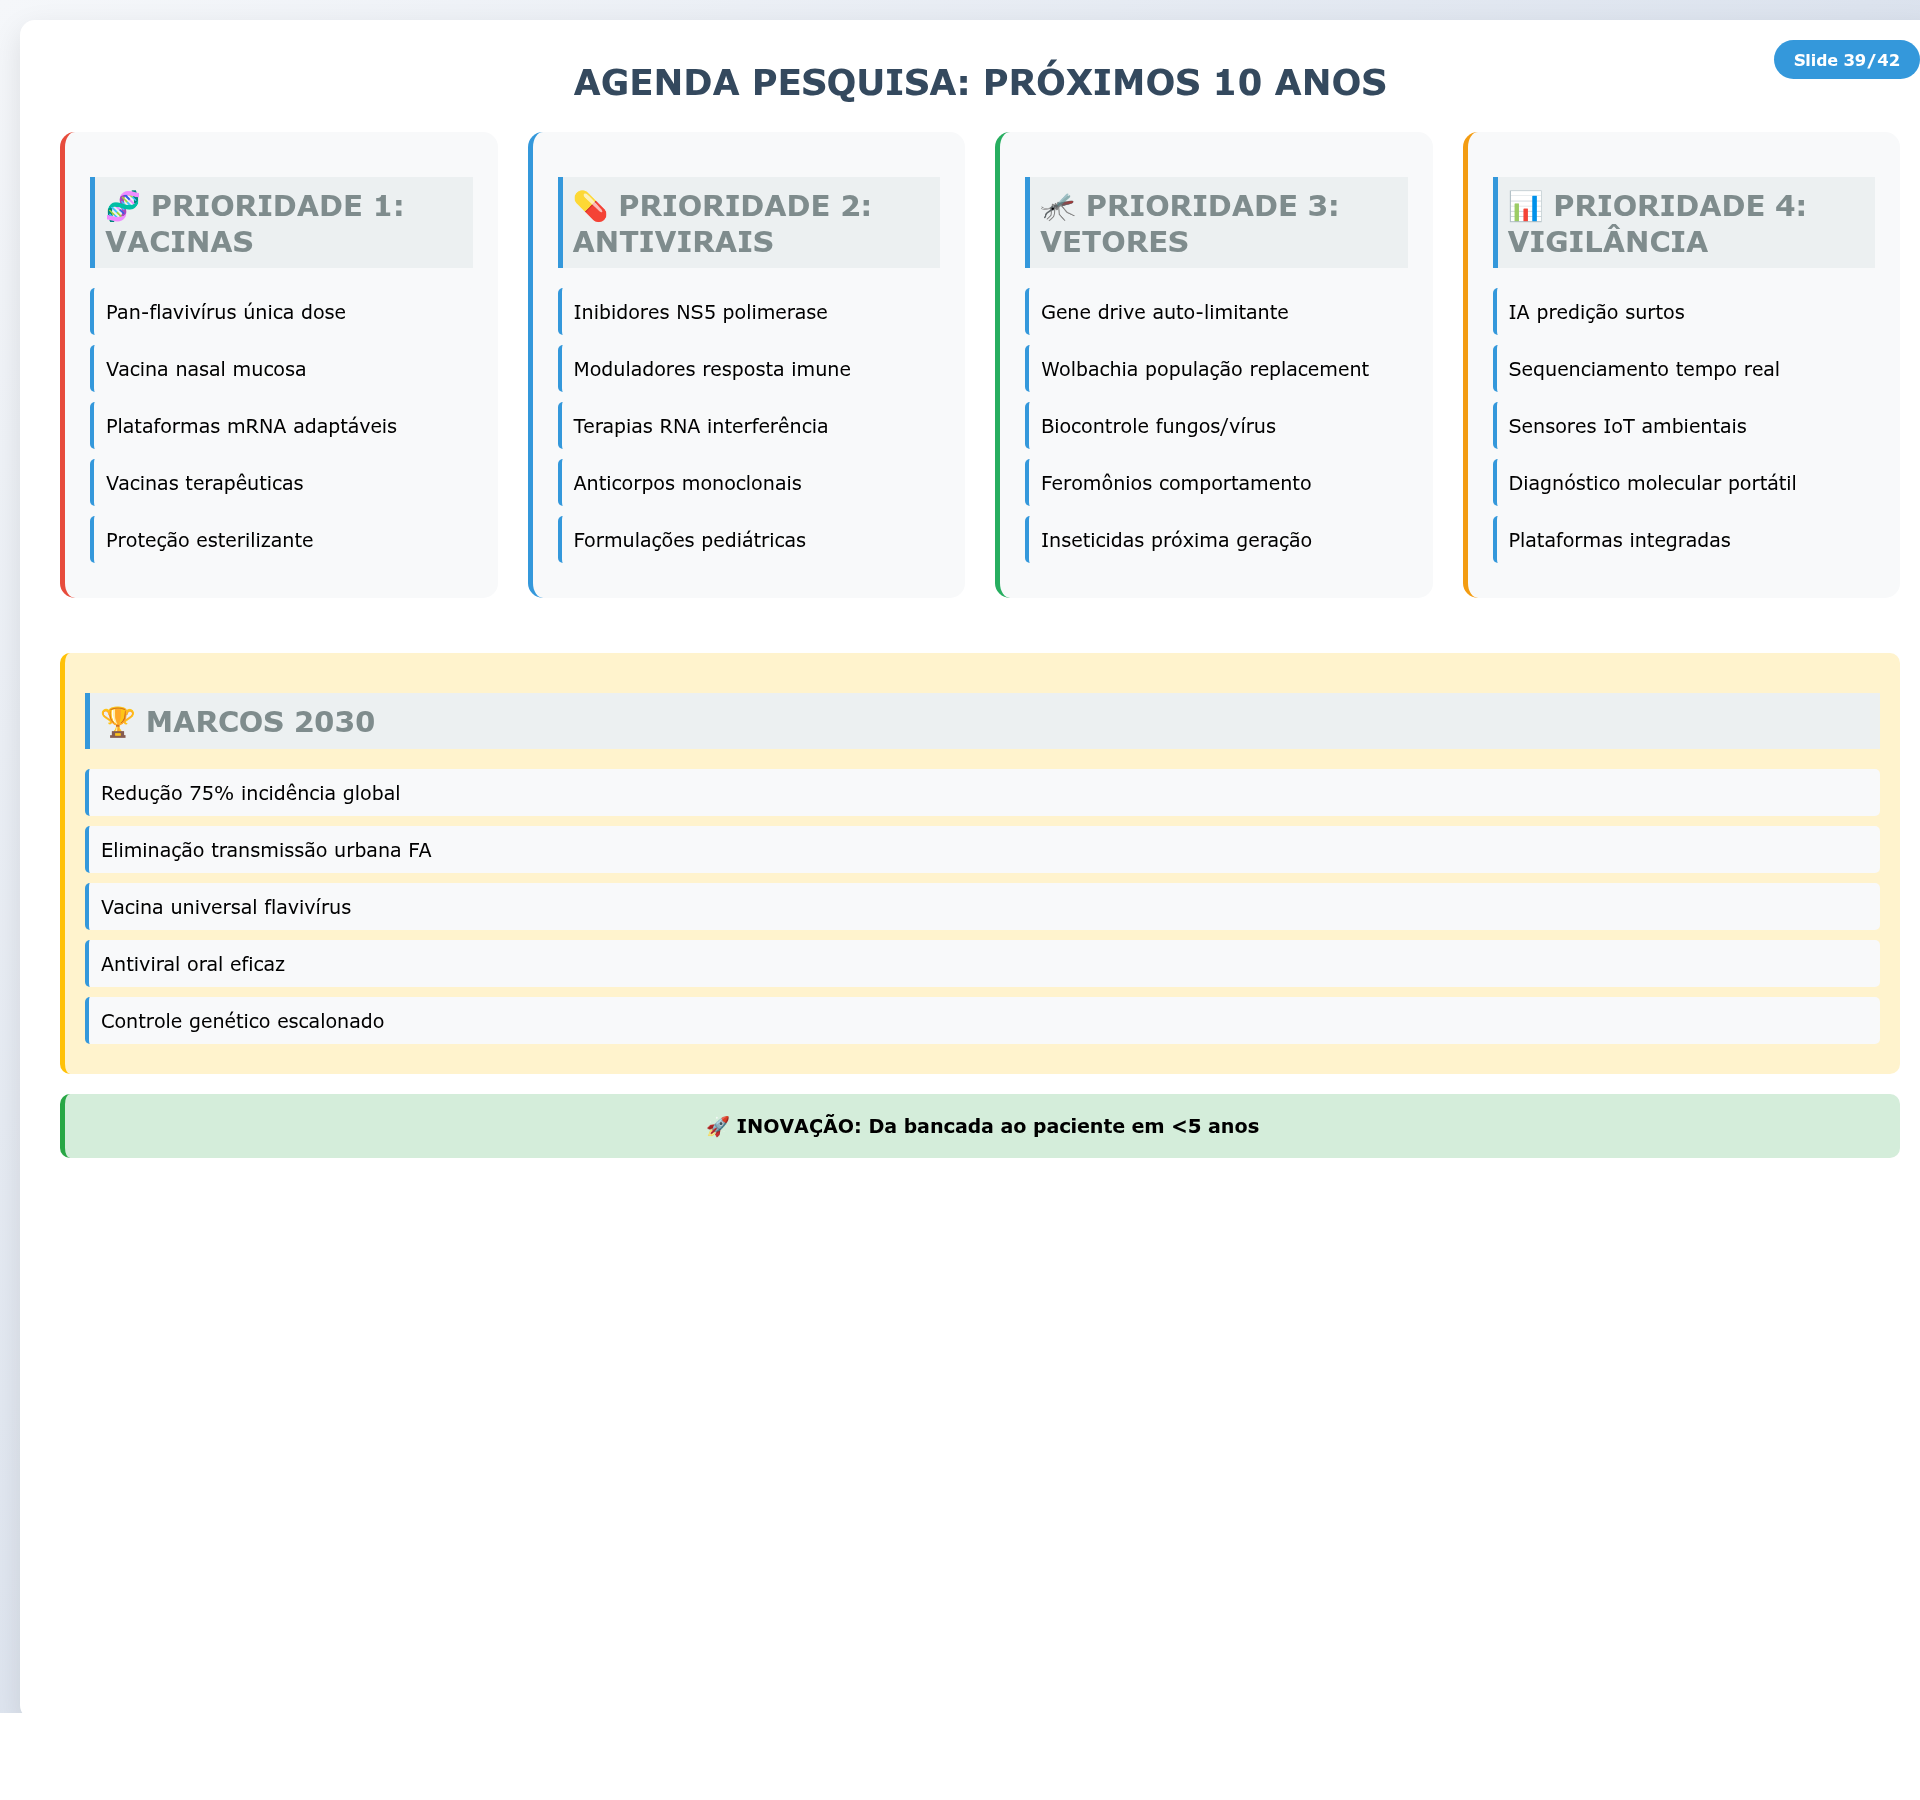 Slide 39/42
AGENDA PESQUISA: PRÓXIMOS 10 ANOS
🧬 PRIORIDADE 1:
VACINAS
Pan-flavivírus única dose
Vacina nasal mucosa
Plataformas mRNA adaptáveis
Vacinas terapêuticas
Proteção esterilizante
💊 PRIORIDADE 2:
ANTIVIRAIS
Inibidores NS5 polimerase
Moduladores resposta imune
Terapias RNA interferência
Anticorpos monoclonais
Formulações pediátricas
🦟 PRIORIDADE 3:
VETORES
Gene drive auto-limitante
Wolbachia população replacement
Biocontrole fungos/vírus
Feromônios comportamento
Inseticidas próxima geração
📊 PRIORIDADE 4:
VIGILÂNCIA
IA predição surtos
Sequenciamento tempo real
Sensores IoT ambientais
Diagnóstico molecular portátil
Plataformas integradas
🏆 MARCOS 2030
Redução 75% incidência global
Eliminação transmissão urbana FA
Vacina universal flavivírus
Antiviral oral eficaz
Controle genético escalonado
🚀 INOVAÇÃO: Da bancada ao paciente em <5 anos